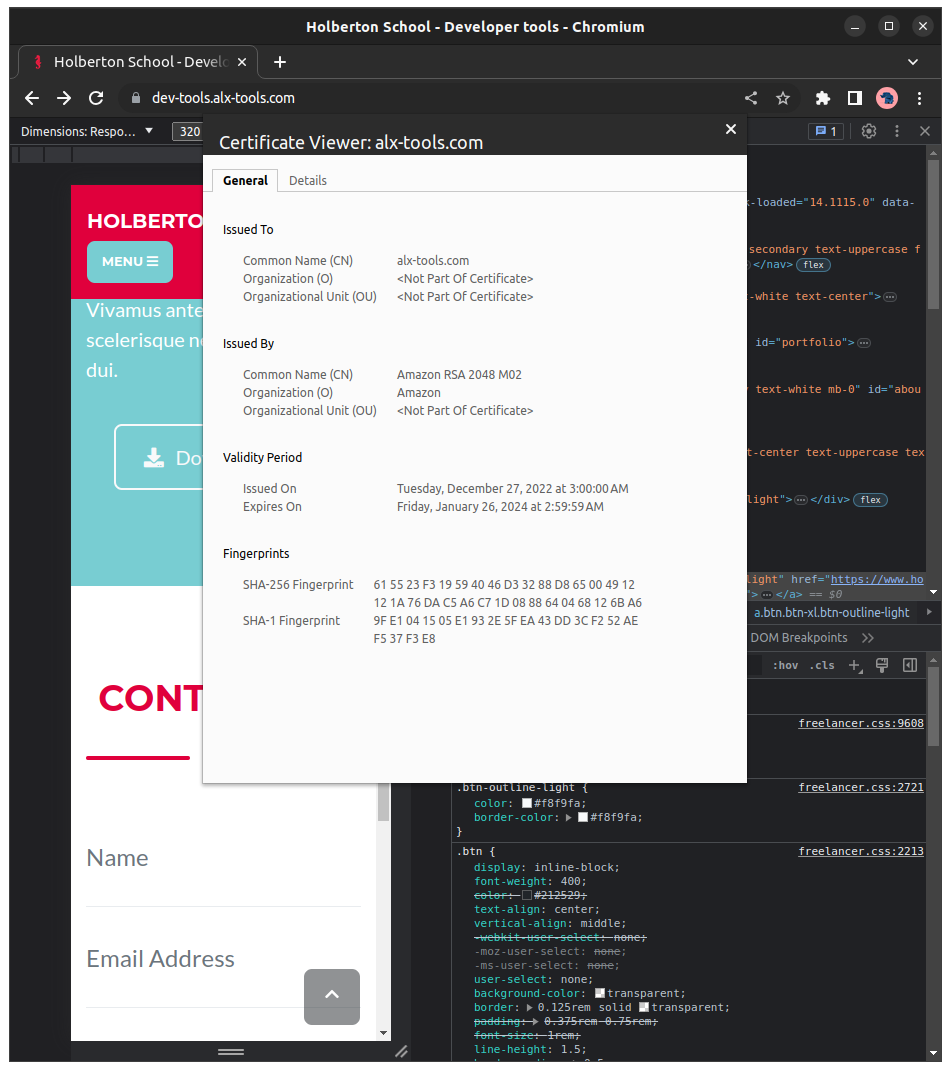 Holberton School - Developer tools - Chromium
Holberton School - Develo
dev-tools.alx-tools.com
Dimensions: Respo... 320
1
Certificate Viewer: alx-tools.com
General Details
Issued To
Common Name (CN) alx-tools.com
Organization (O) <Not Part Of Certificate>
Organizational Unit (OU) <Not Part Of Certificate>
Issued By
Common Name (CN) Amazon RSA 2048 M02
Organization (O) Amazon
Organizational Unit (OU) <Not Part Of Certificate>
Validity Period
Issued On Tuesday, December 27, 2022 at 3:00:00 AM
Expires On Friday, January 26, 2024 at 2:59:59 AM
Fingerprints
SHA-256 Fingerprint 61 55 23 F3 19 59 40 46 D3 32 88 D8 65 00 49 12
12 1A 76 DA C5 A6 C7 1D 08 88 64 04 68 12 6B A6
SHA-1 Fingerprint 9F E1 04 15 05 E1 93 2E 5F EA 43 DD 3C F2 52 AE
F5 37 F3 E8
HOLBERTO
MENU
Vivamus ante
scelerisque n
dui.
Do
CONT
Name
Email Address
k-loaded="14.1115.0" data-
secondary text-uppercase f
</nav> flex
t-white text-center">
id="portfolio">
text-white mb-0" id="abou
t-center text-uppercase tex
light"></div> flex
light" href="https://www.ho
"></a> == $0
a.btn.btn-xl.btn-outline-light
DOM Breakpoints
:hov .cls
freelancer.css:9608
.btn-outline-light { freelancer.css:2721
color: #f8f9fa;
border-color: #f8f9fa;
}
.btn { freelancer.css:2213
display: inline-block;
font-weight: 400;
color: #212529;
text-align: center;
vertical-align: middle;
-webkit-user-select: none;
-moz-user-select: none;
-ms-user-select: none;
user-select: none;
background-color: transparent;
border: 0.125rem solid transparent;
padding: 0.375rem 0.75rem;
font-size: 1rem;
line-height: 1.5;